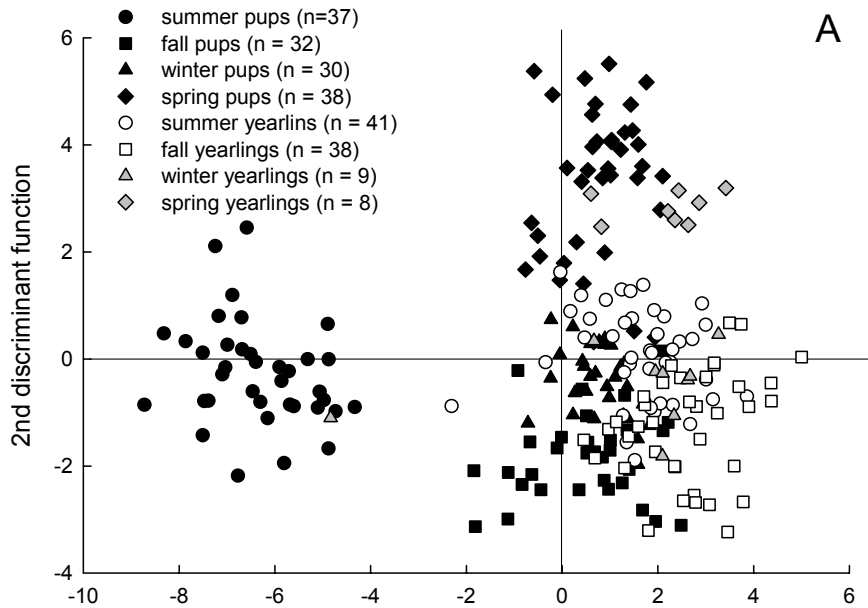 A
summer pups (n=37)
fall pups (n = 32)
winter pups (n = 30)
spring pups (n = 38)
summer yearlins (n = 41)
fall yearlings (n = 38)
winter yearlings (n = 9)
spring yearlings (n = 8)
2nd discriminant function
6
4
2
0
-2
-4
-10 -8 -6 -4 -2 0 2 4 6